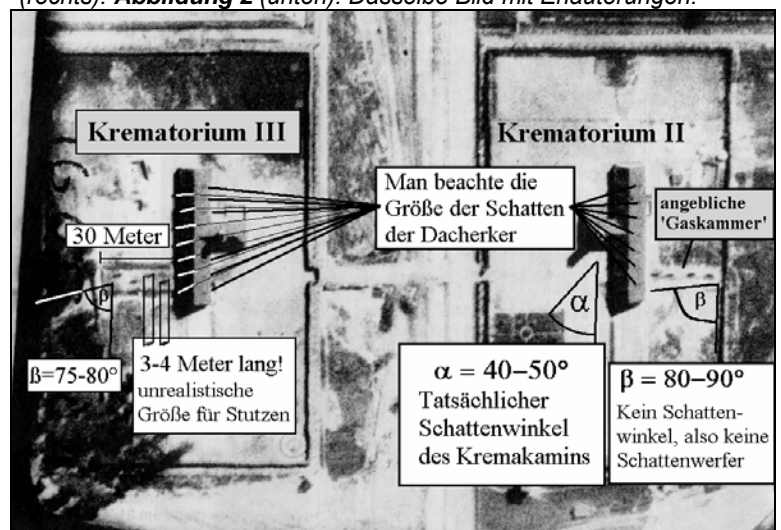 (rechts). Abbildung 2 (unten): Dasselbe Bild mit Erläuterungen.
Krematorium III
Krematorium II
Man beachte die
Größe der Schatten
der Dacherker
angebliche
'Gaskammer'
30 Meter
β
α
β
ß=75-80°
3-4 Meter lang!
unrealistische
Größe für Stutzen
α = 40–50°
Tatsächlicher
Schattenwinkel
des Kremakamins
β = 80–90°
Kein Schatten-
winkel, also keine
Schattenwerfer